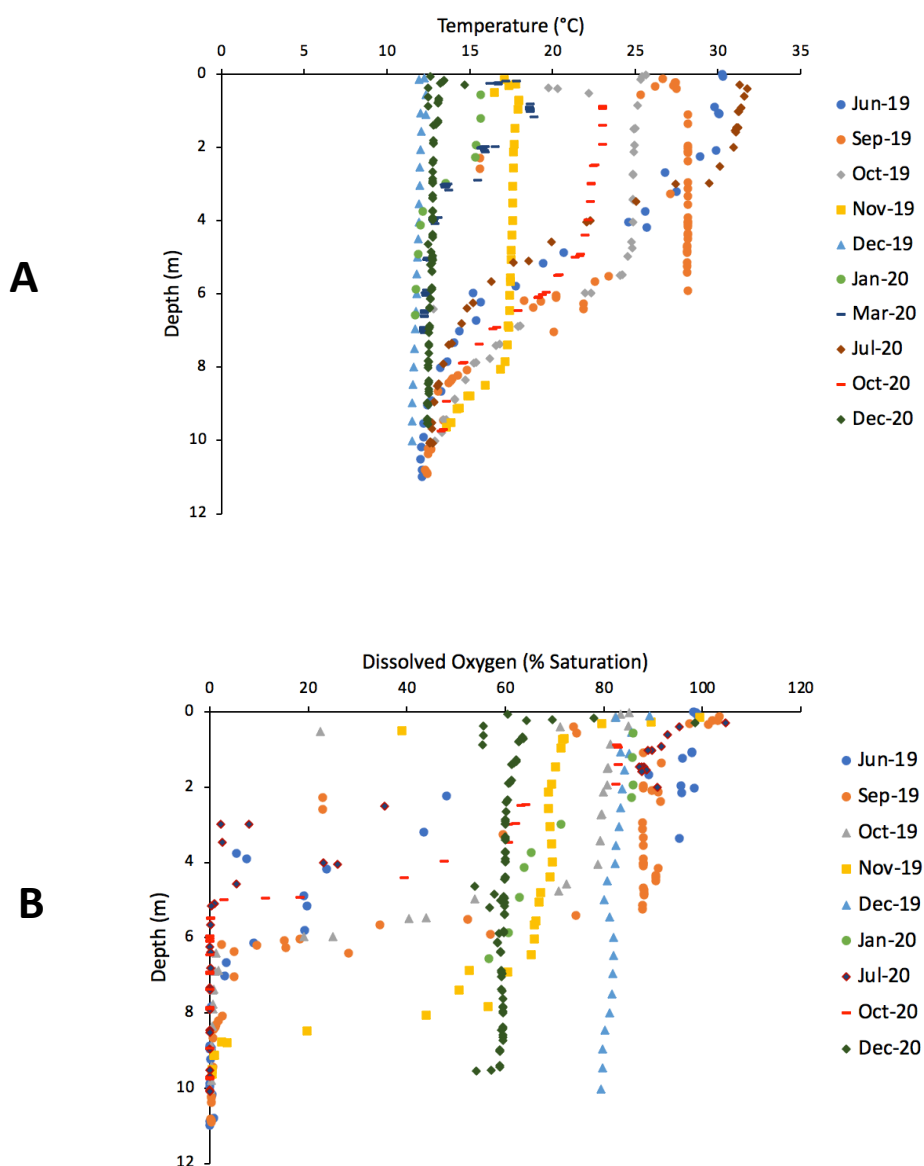 Temperature (°C)
0 5 10 15 20 25 30 35
0
2
4
6
8
10
12
Depth (m)
A
Jun-19
Sep-19
Oct-19
Nov-19
Dec-19
Jan-20
Mar-20
Jul-20
Oct-20
Dec-20
Dissolved Oxygen (% Saturation)
0 20 40 60 80 100 120
0
2
4
6
8
10
12
Depth (m)
B
Jun-19
Sep-19
Oct-19
Nov-19
Dec-19
Jan-20
Jul-20
Oct-20
Dec-20